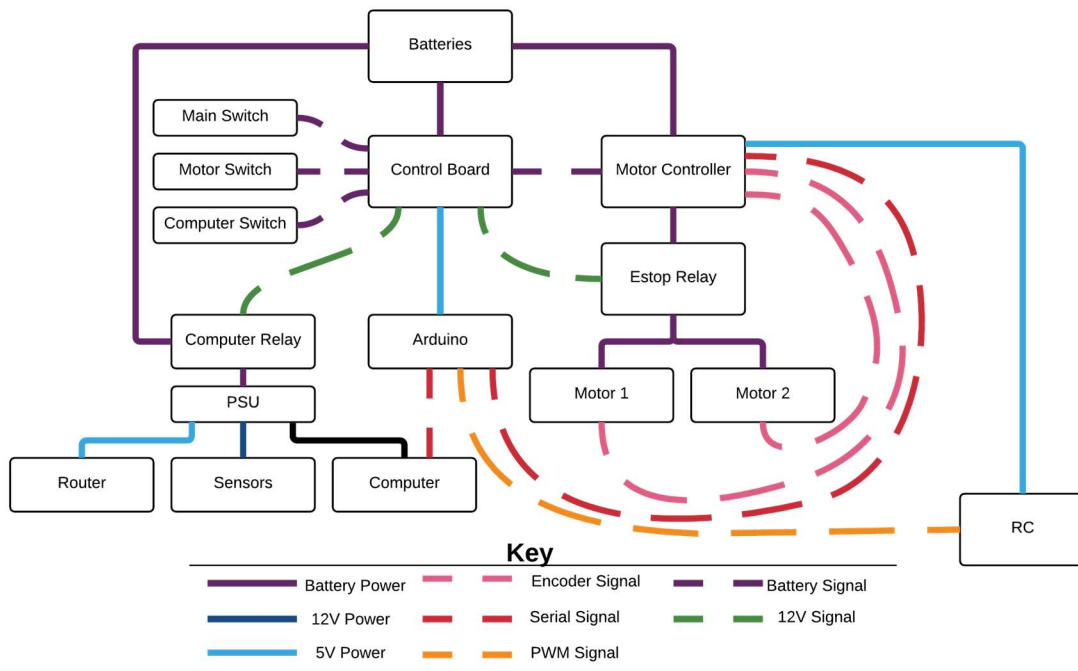 Batteries
Main Switch
Motor Switch
Control Board
Motor Controller
Computer Switch
Estop Relay
Computer Relay
Arduino
Motor 1
Motor 2
PSU
Router
Sensors
Computer
RC
Key
Battery Power
Encoder Signal
Battery Signal
12V Power
Serial Signal
12V Signal
5V Power
PWM Signal